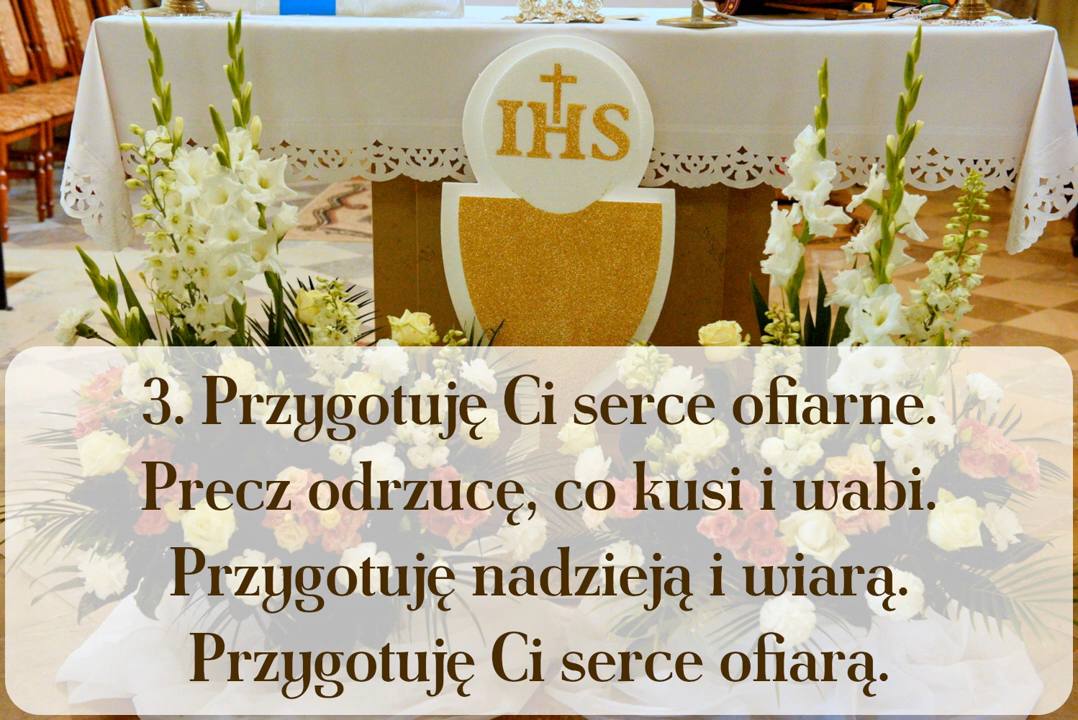 IHS
3. Przygotuję Ci serce ofiarne.
Precz odrzucę, co kusi i wabi.
Przygotuję nadzieją i wiarą.
Przygotuję Ci serce ofiarą.